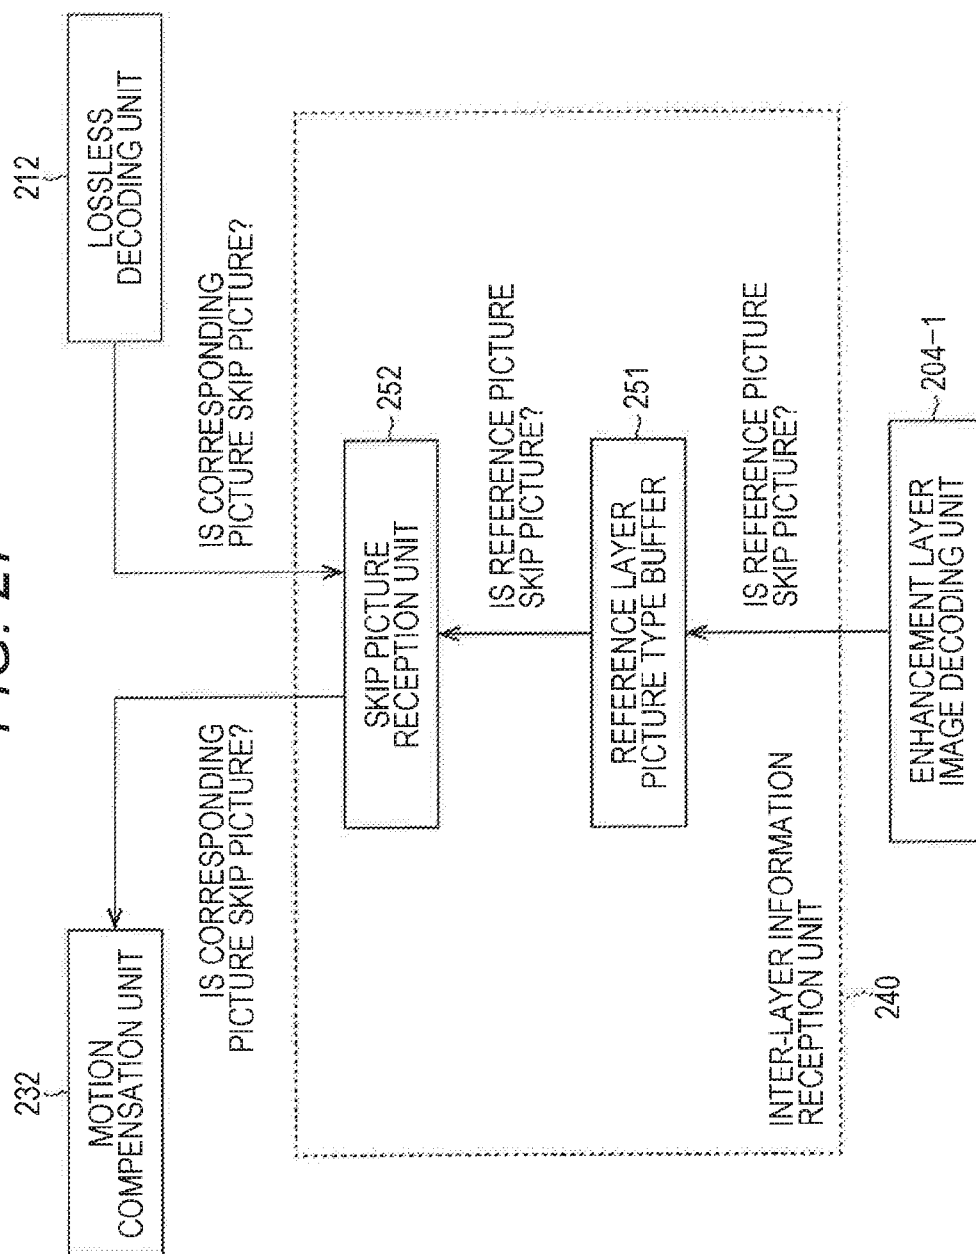 FIG.
232
212
MOTION
COMPENSATION UNIT
LOSSLESS
DECODING UNIT
IS CORRESPONDING
PICTURE SKIP PICTURE?
IS CORRESPONDING
PICTURE SKIP PICTURE?
252
SKIP PICTURE
RECEPTION UNIT
IS REFERENCE PICTURE
SKIP PICTURE?
251
REFERENCE LAYER
PICTURE TYPE BUFFER
IS REFERENCE PICTURE
SKIP PICTURE?
INTER-LAYER INFORMATION
RECEPTION UNIT
240
204-1
ENHANCEMENT LAYER
IMAGE DECODING UNIT